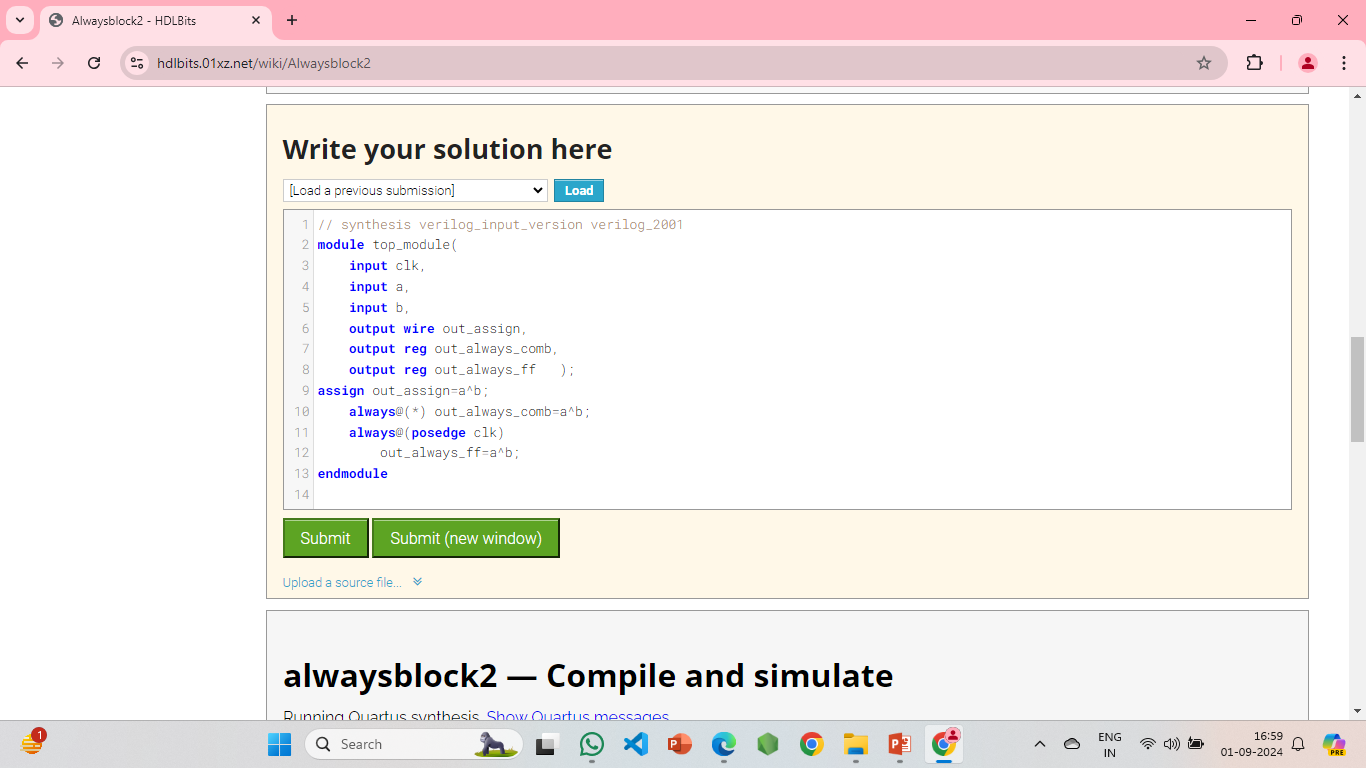 Alwaysblock2 - HDLBits
hdlbits.01xz.net/wiki/Alwaysblock2
Write your solution here
[Load a previous submission] Load
1 // synthesis verilog_input_version verilog_2001
2 module top_module(
3 input clk,
4 input a,
5 input b,
6 output wire out_assign,
7 output reg out_always_comb,
8 output reg out_always_ff );
9 assign out_assign=a^b;
10 always@(*) out_always_comb=a^b;
11 always@(posedge clk)
12 out_always_ff=a^b;
13 endmodule
14
Submit Submit (new window)
Upload a source file...
alwaysblock2 — Compile and simulate
Running Quartus synthesis. Show Quartus messages
1 Search ENG 16:59
IN 01-09-2024 PRE